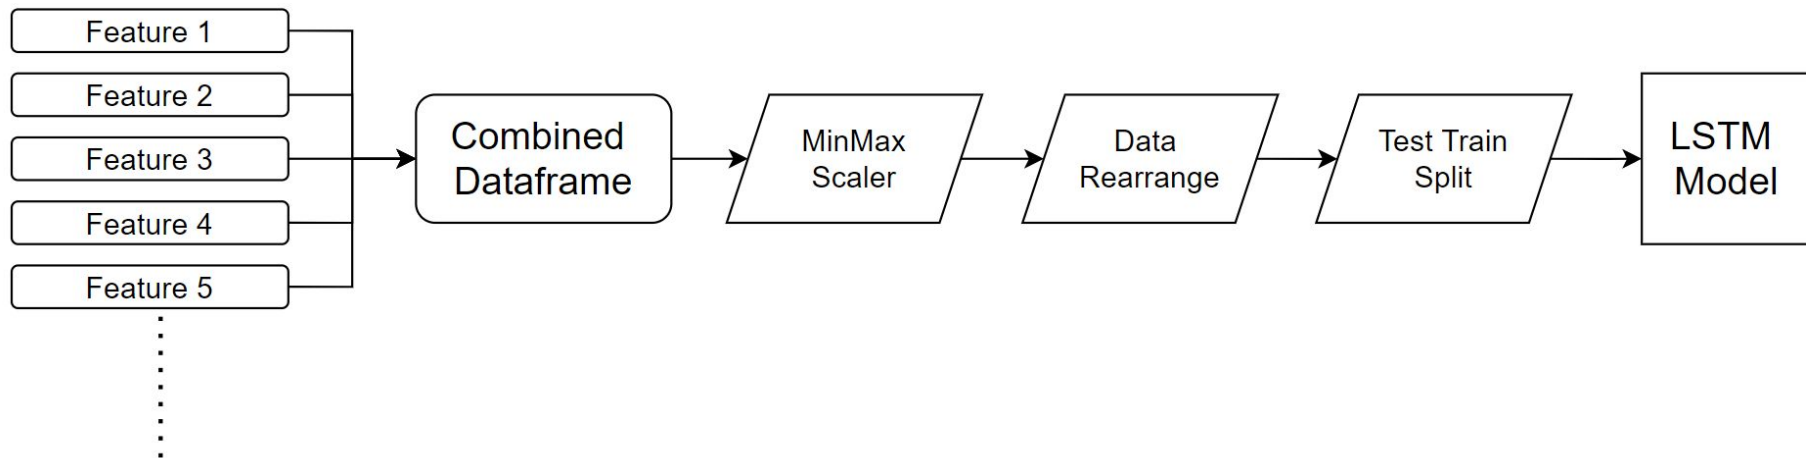 Feature 1
Feature 2
Feature 3
Feature 4
Feature 5
Combined
Dataframe
MinMax
Scaler
Data
Rearrange
Test Train
Split
LSTM
Model